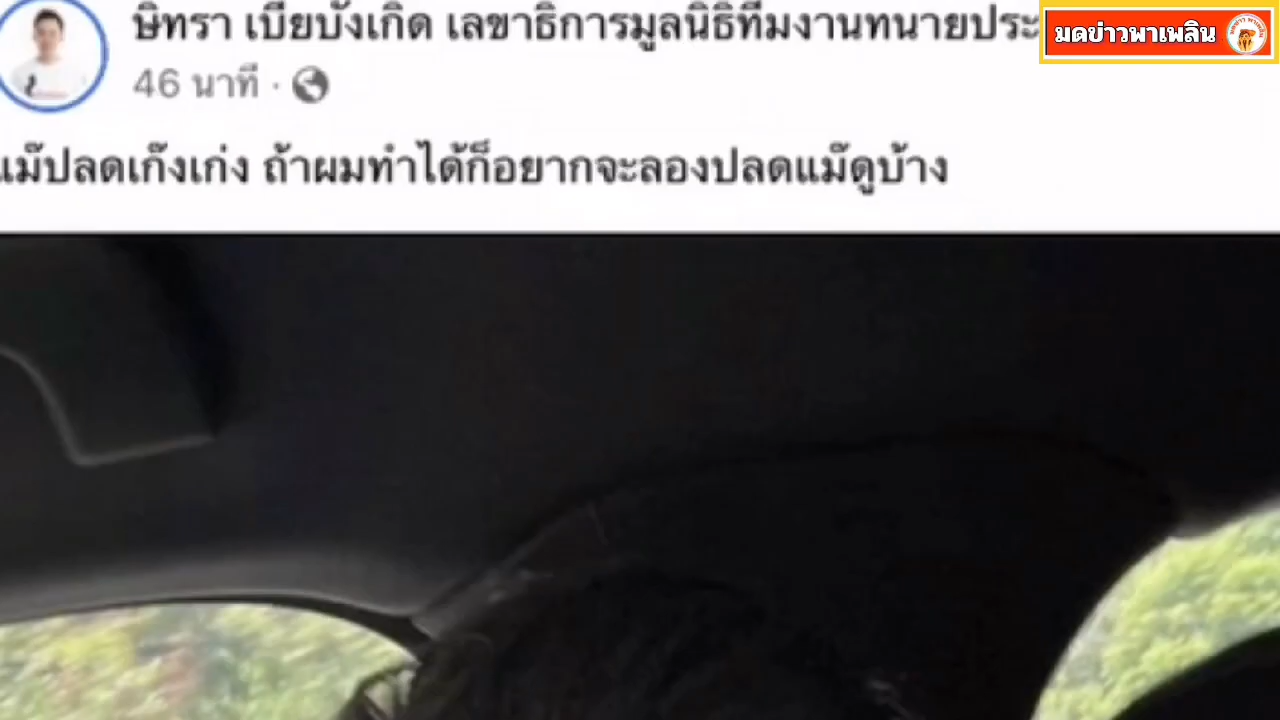 ษิทรา เบี้ยบังเกิด เลขาธิการมูลนิธิทีมงานทนายประ
มดข่าวพาเพลิน
46 นาที ·
แม๊ปลดเก๊งเก่ง ถ้าผมทำได้ก็อยากจะลองปลดแม๊ดูบ้าง